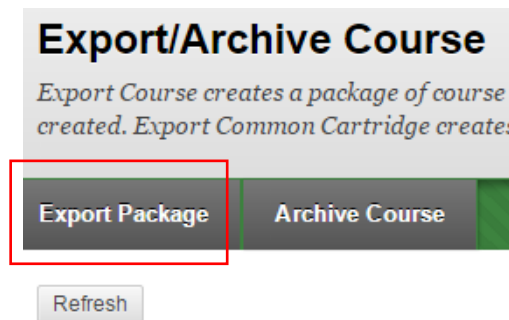 Export/Archive Course
Export Course creates a package of course
created. Export Common Cartridge creates
Export Package Archive Course
Refresh